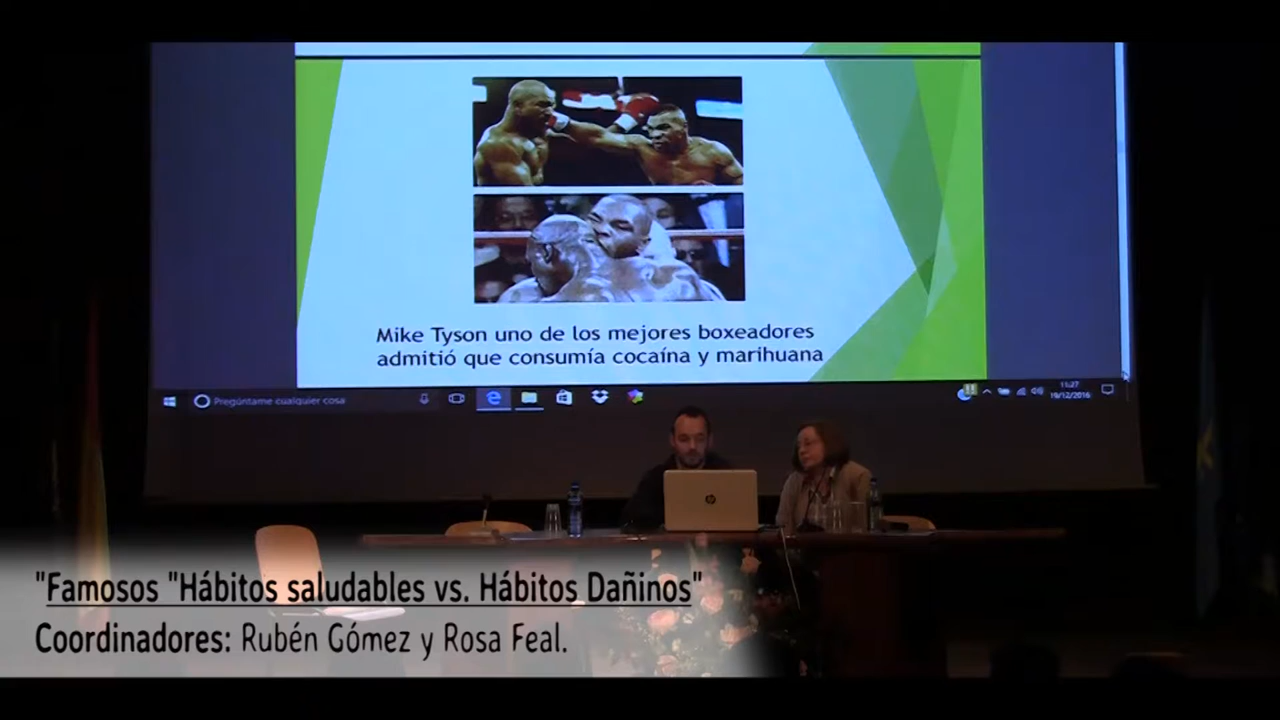 Mike Tyson uno de los mejores boxeadores
admitió que consumía cocaína y marihuana
Pregúntame cualquier cosa
11:27
19/12/2016
"Famosos "Hábitos saludables vs. Hábitos Dañinos"
Coordinadores: Rubén Gómez y Rosa Feal.